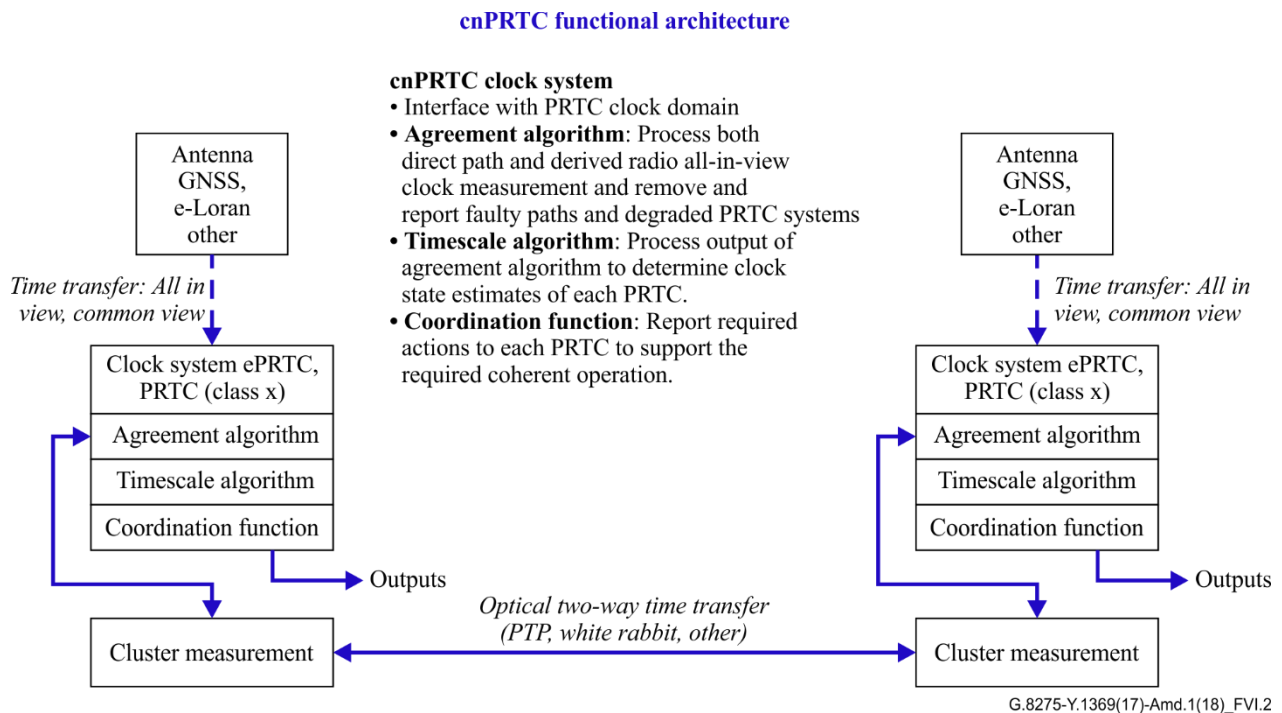 cnPRTC functional architecture
cnPRTC clock system
• Interface with PRTC clock domain
• Agreement algorithm: Process both
direct path and derived radio all-in-view
clock measurement and remove and
report faulty paths and degraded PRTC systems
• Timescale algorithm: Process output of
agreement algorithm to determine clock
state estimates of each PRTC.
• Coordination function: Report required
actions to each PRTC to support the
required coherent operation.
Antenna
GNSS,
e-Loran
other
Time transfer: All in
view, common view
Clock system ePRTC,
PRTC (class x)
Agreement algorithm
Timescale algorithm
Coordination function
Outputs
Cluster measurement
Optical two-way time transfer
(PTP, white rabbit, other)
Antenna
GNSS,
e-Loran
other
Time transfer: All in
view, common view
Clock system ePRTC,
PRTC (class x)
Agreement algorithm
Timescale algorithm
Coordination function
Outputs
Cluster measurement
G.8275-Y.1369(17)-Amd.1(18)_FVI.2